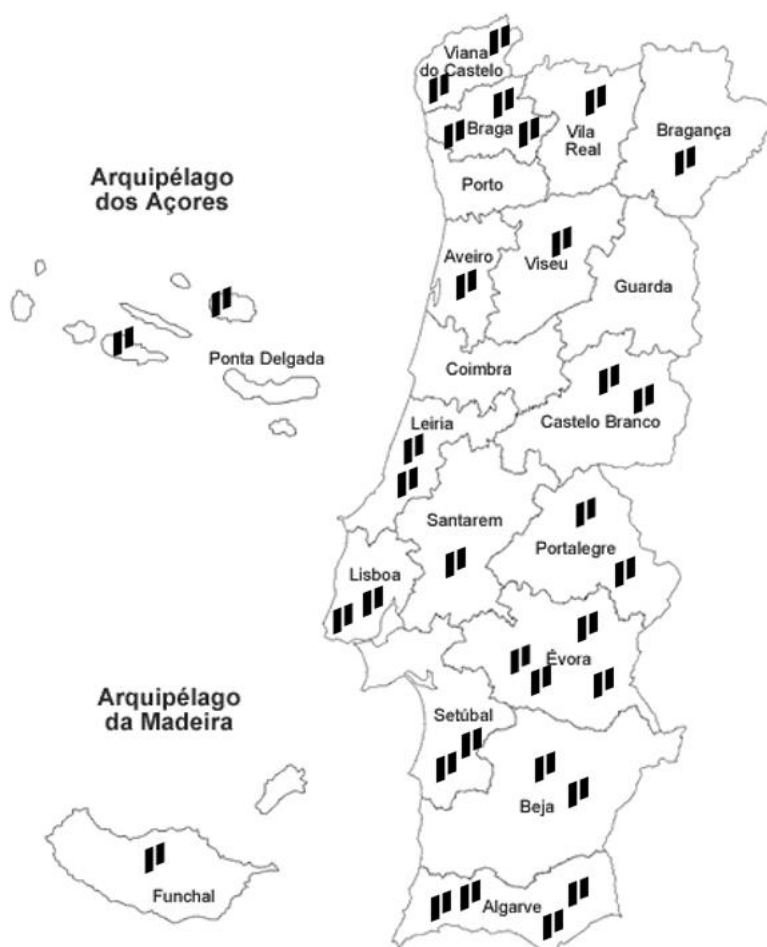 Viana
do Castelo
Braga
Vila
Real
Bragança
Porto
Arquipélago
dos Açores
Aveiro
Viseu
Guarda
Ponta Delgada
Coimbra
Leiria
Castelo Branco
Santarem
Portalegre
Lisboa
Êvora
Arquipélago
da Madeira
Setúbal
Beja
Funchal
Algarve